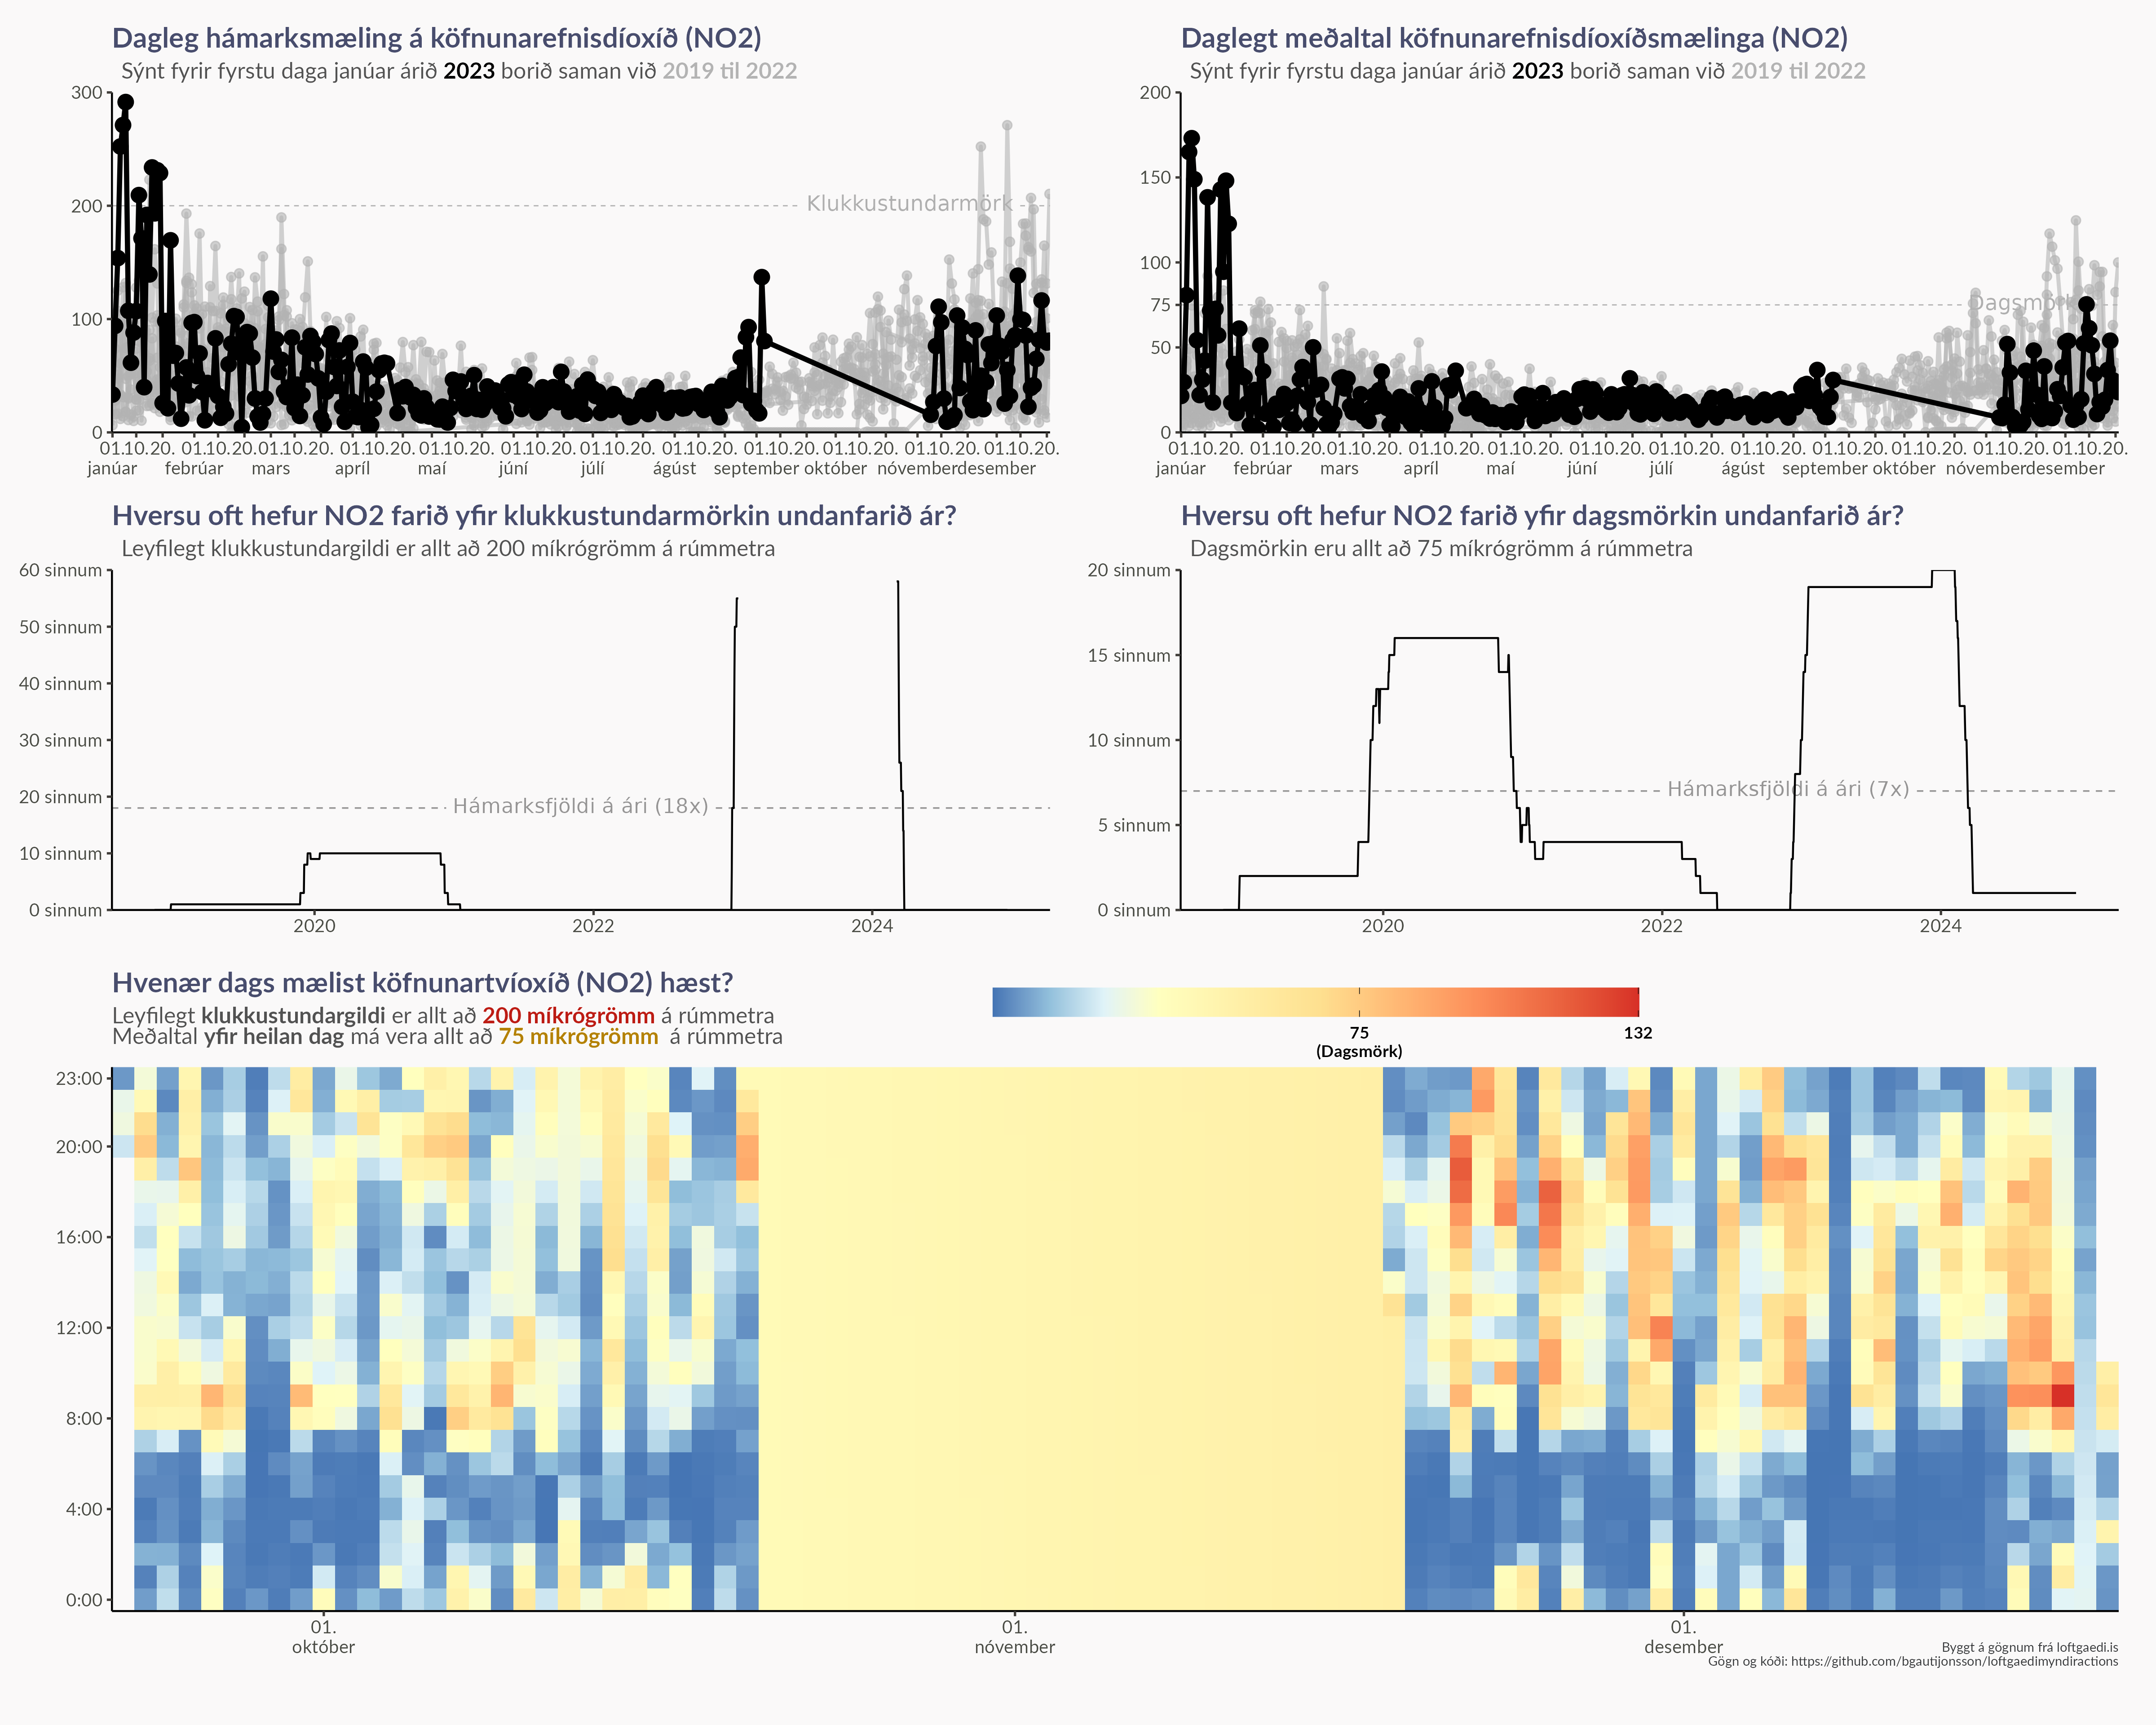 Dagleg hámarksmæling á köfnunarefnisdíoxíð (NO2)
Sýnt fyrir fyrstu daga janúar árið 2023 borið saman við 2019 til 2022
300
200
100
0
Klukkustundarmörk
01.10.20. 01.10.20. 01.10.20. 01.10.20. 01.10.20. 01.10.20. 01.10.20. 01.10.20. 01.10.20. 01.10.20. 01.10.20. 01.10.20.
janúar febrúar mars apríl maí júní júlí ágúst september október nóvember desember
Daglegt meðaltal köfnunarefnisdíoxíðsmælinga (NO2)
Sýnt fyrir fyrstu daga janúar árið 2023 borið saman við 2019 til 2022
200
150
100
75
50
0
Dagsmörk
01.10.20. 01.10.20. 01.10.20. 01.10.20. 01.10.20. 01.10.20. 01.10.20. 01.10.20. 01.10.20. 01.10.20. 01.10.20. 01.10.20.
janúar febrúar mars apríl maí júní júlí ágúst september október nóvember desember
Hversu oft hefur NO2 farið yfir klukkustundarmörkin undanfarið ár?
Leyfilegt klukkustundargildi er allt að 200 míkrógrömm á rúmmetra
60 sinnum
50 sinnum
40 sinnum
30 sinnum
20 sinnum
10 sinnum
0 sinnum
Hámarksfjöldi á ári (18x)
2020 2022 2024
Hversu oft hefur NO2 farið yfir dagsmörkin undanfarið ár?
Dagsmörkin eru allt að 75 míkrógrömm á rúmmetra
20 sinnum
15 sinnum
10 sinnum
5 sinnum
0 sinnum
Hámarksfjöldi á ári (7x)
2020 2022 2024
Hvenær dags mælist köfnunartvíoxíð (NO2) hæst?
Leyfilegt klukkustundargildi er allt að 200 míkrógrömm á rúmmetra
Meðaltal yfir heilan dag má vera allt að 75 míkrógrömm á rúmmetra
75 132
(Dagsmörk)
23:00
20:00
16:00
12:00
8:00
4:00
0:00
01. 01. 01.
október nóvember desember
Byggt á gögnum frá loftgaedi.is
Gögn og kóði: https://github.com/bgautijonsson/loftgaedimyndiractions